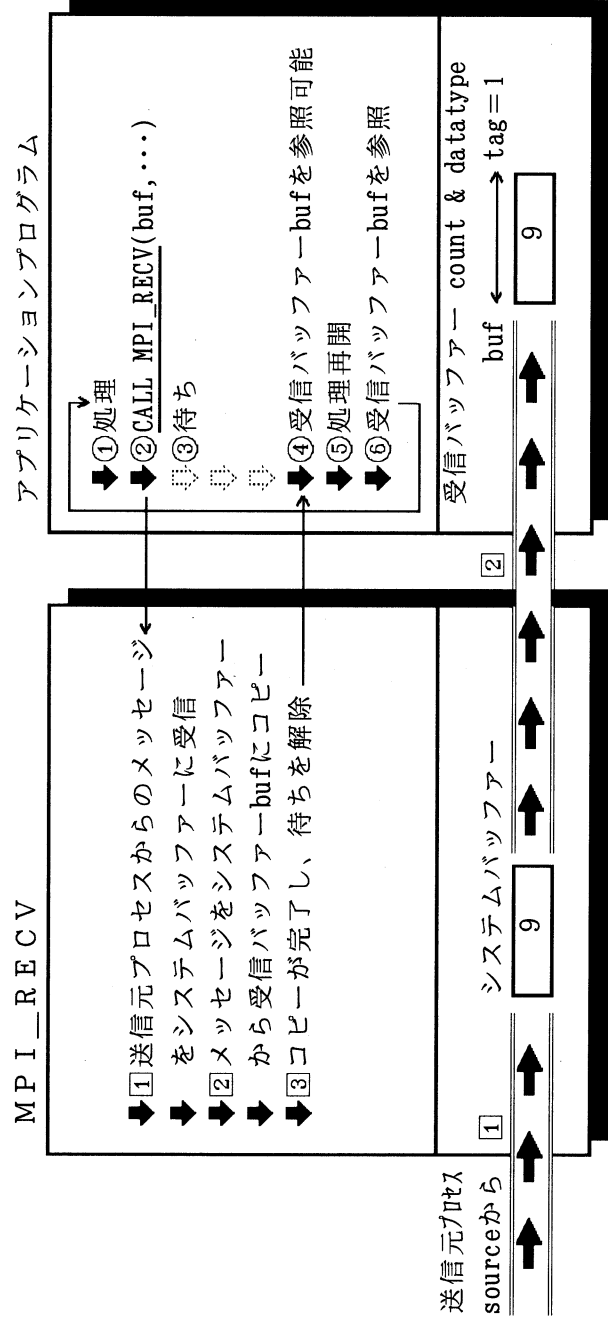 MPI_RECV
1送信元プロセスからのメッセージ
をシステムバッファーに受信
2メッセージをシステムバッファー
から受信バッファーbufにコピー
3コピーが完了し、待ちを解除
アプリケーションプログラム
①処理
②CALL MPI_RECV(buf,・・・)
③待ち
④受信バッファーbufを参照可能
⑤処理再開
⑥受信バッファーbufを参照
送信元プロセス
sourceから
1
システムバッファー
9
2
受信バッファー count & datatype
buf
tag=1
9